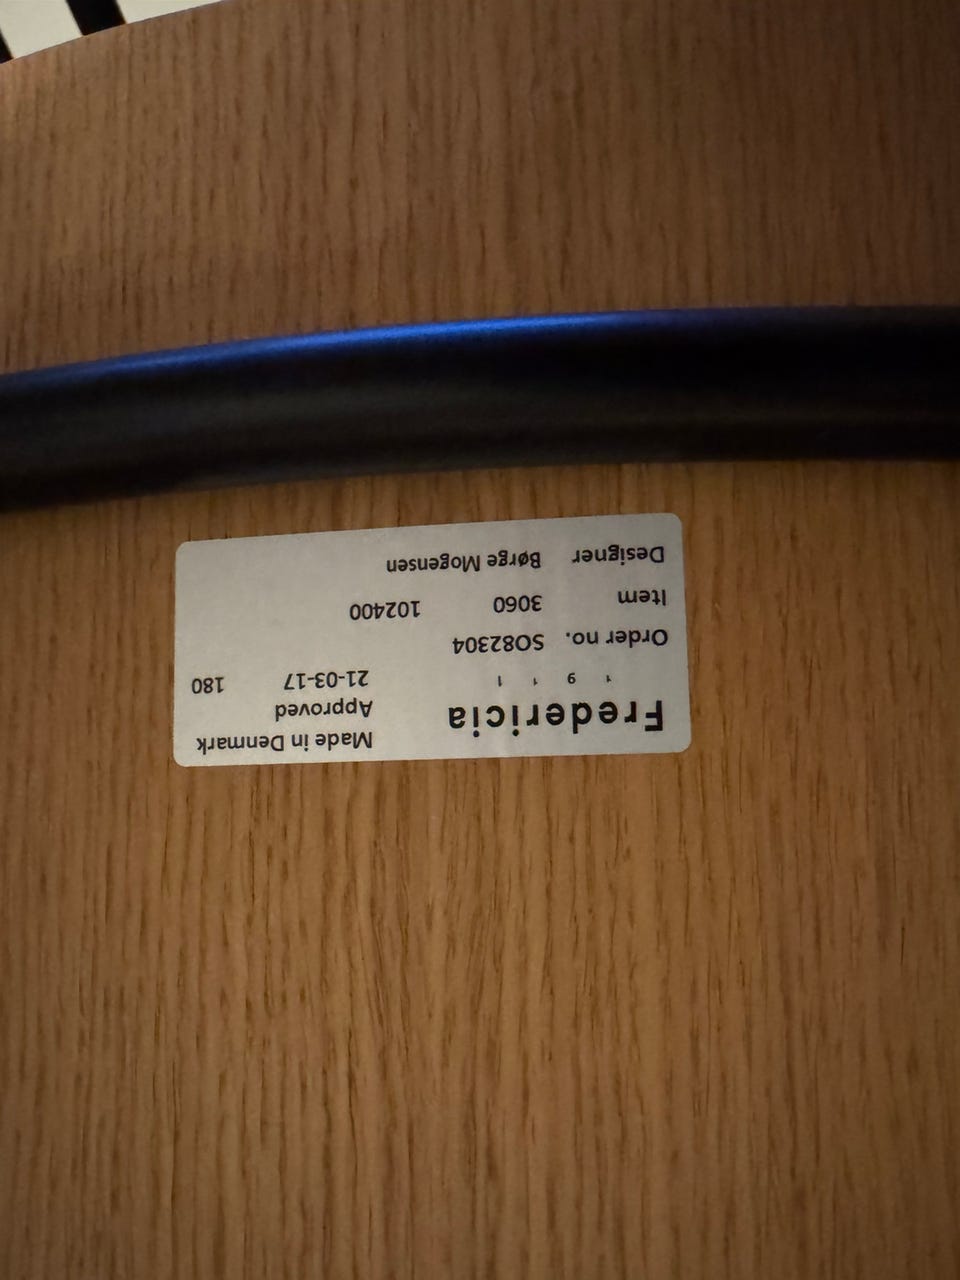 Fredericia Made in Denmark
1 9 1 1 Approved
21-03-17 180
Order no. SO82304
Item 3060 102400
Designer Børge Mogensen